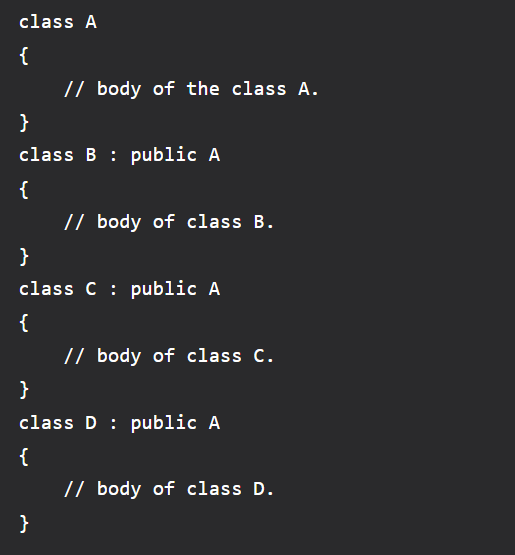 class A
{
    // body of the class A.
}
class B : public A
{
    // body of class B.
}
class C : public A
{
    // body of class C.
}
class D : public A
{
    // body of class D.
}